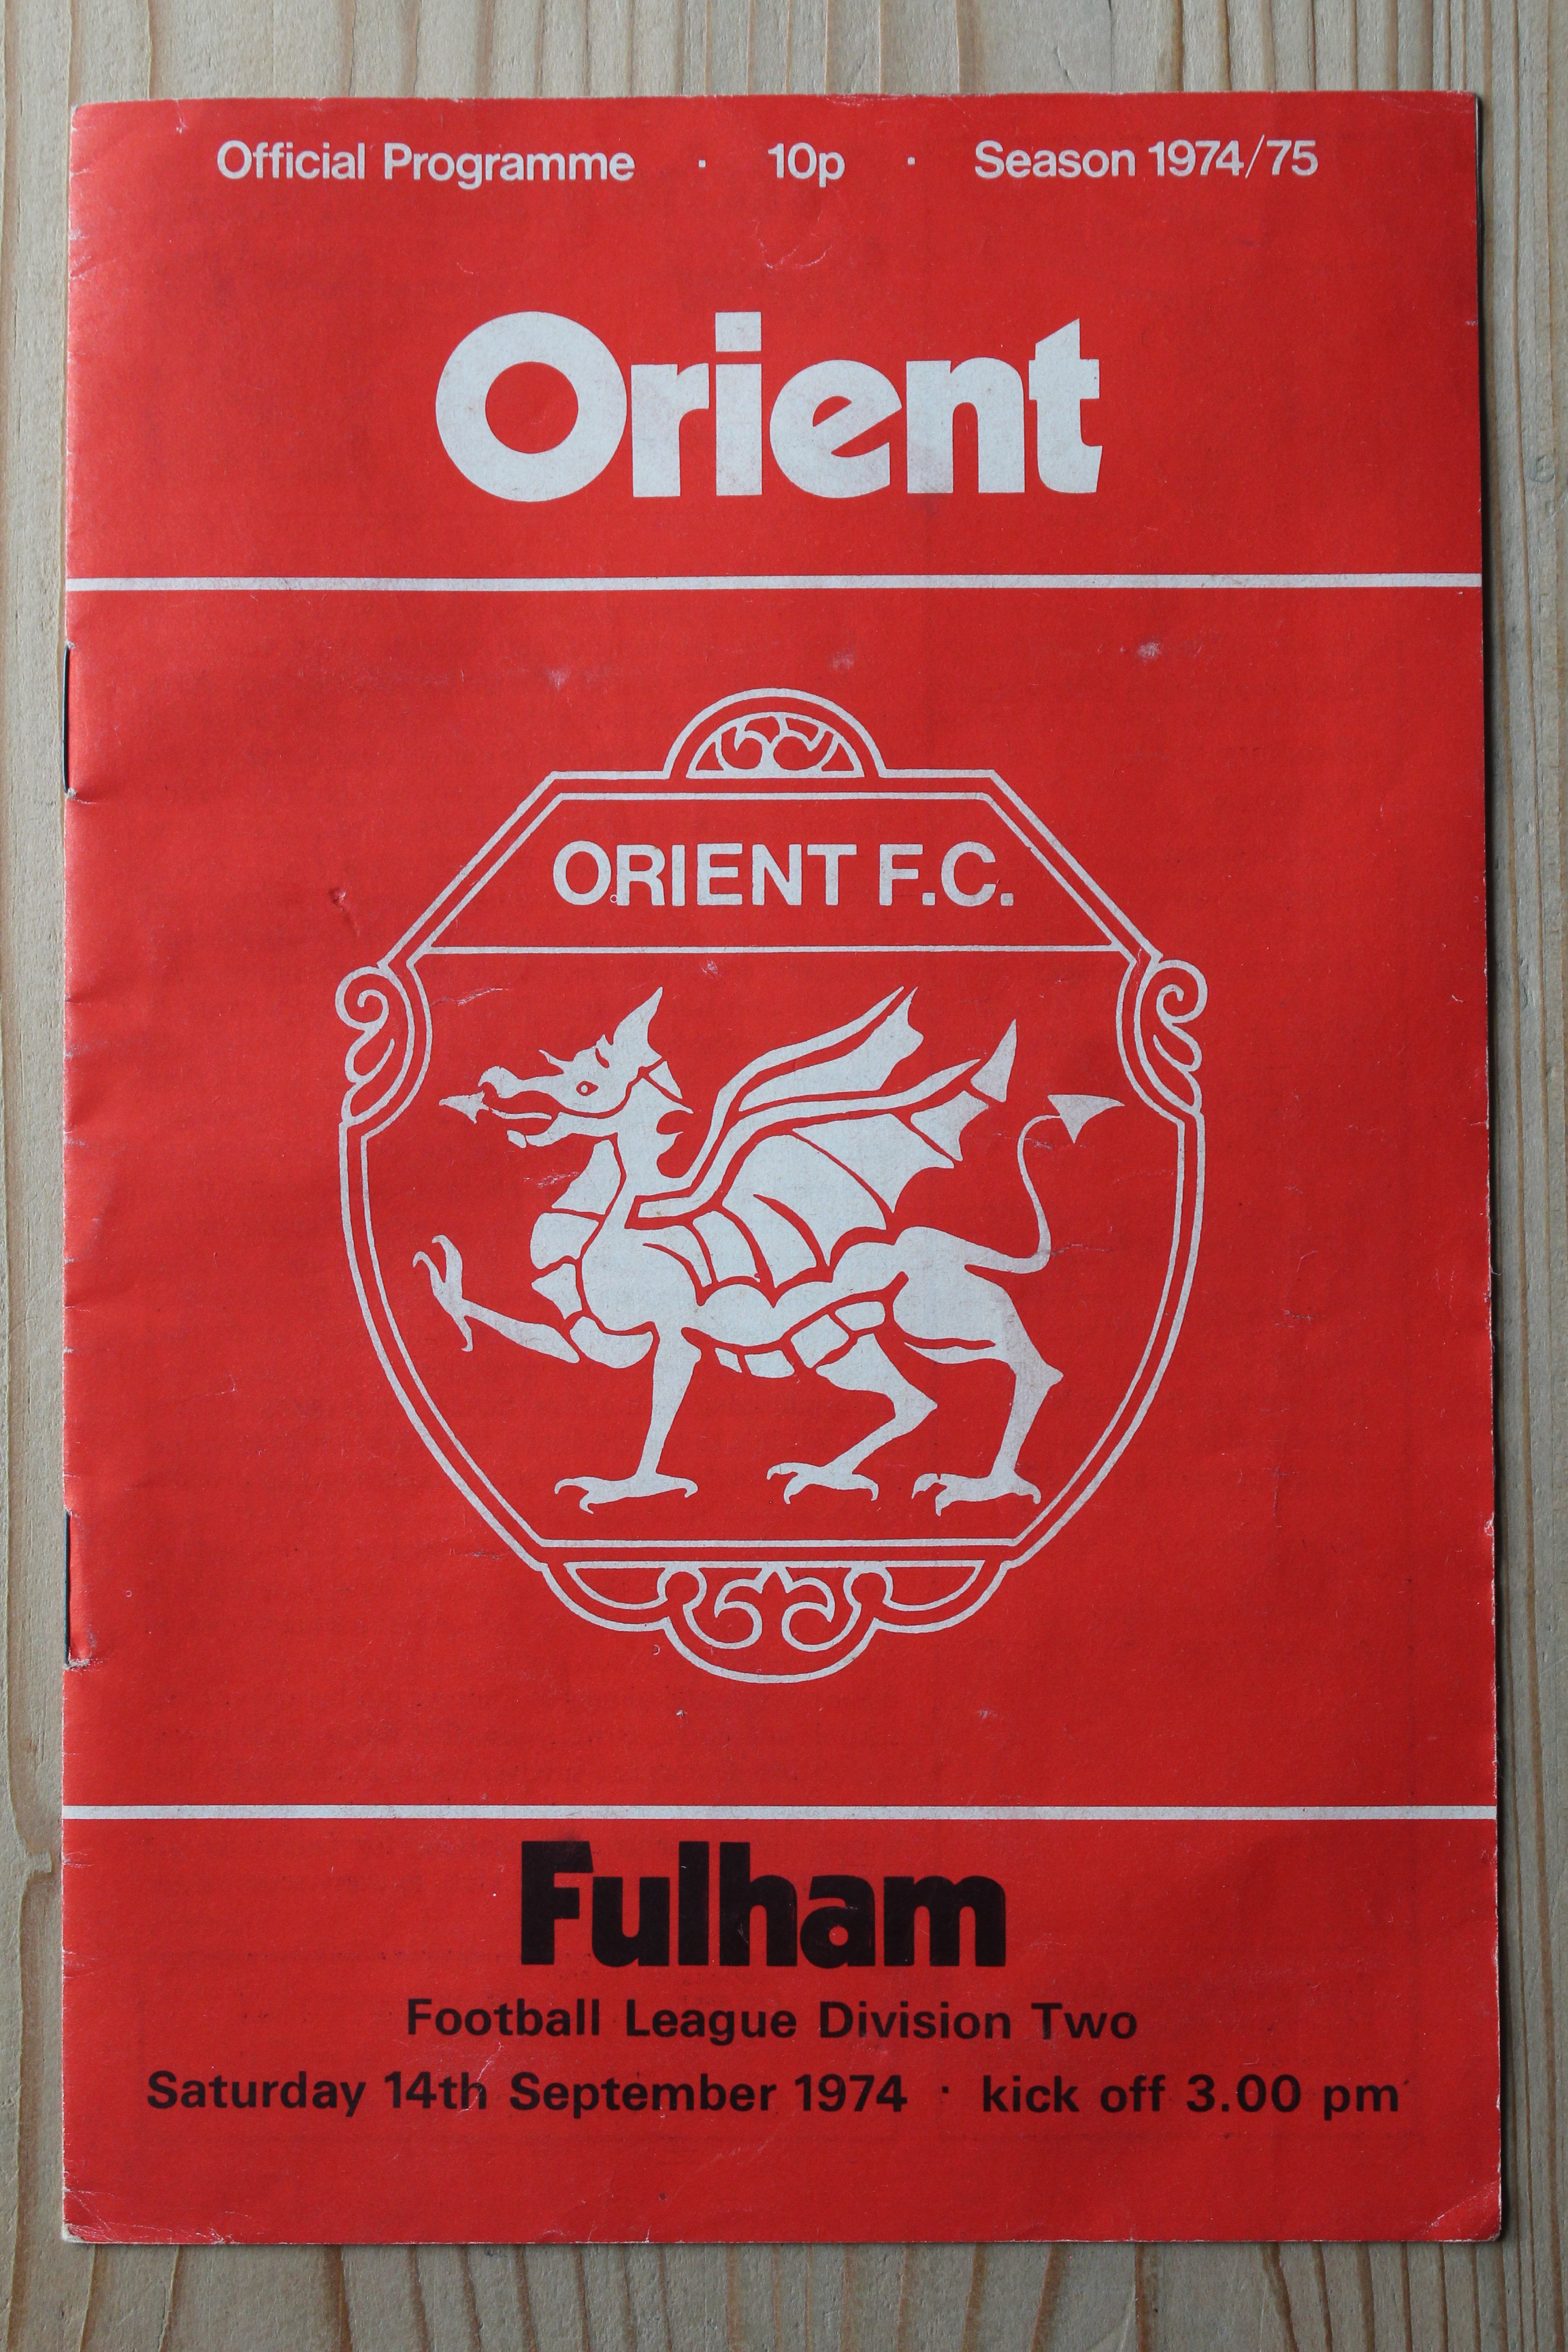 Official Programme · 10p · Season 1974/75
Orient
ORIENT F.C.
Fulham
Football League Division Two
Saturday 14th September 1974 · kick off 3.00 pm